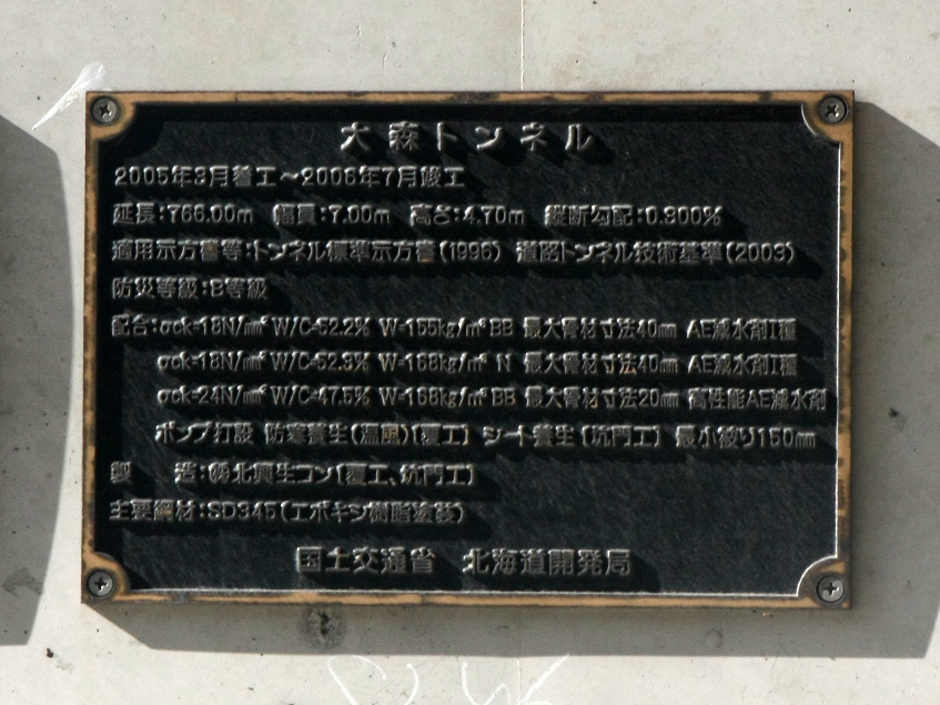 大森トンネル
2005年3月着工～2006年7月竣工
延長:766.00m 幅員:7.00m 高さ:4.70m 縦断勾配:0.300%
適用示方書等:トンネル標準示方書(1996) 道路トンネル技術基準(2003)
防災等級:B等級
配合:σck=18N/mm² W/C=52.2% W=155kg/m³ BB 最大骨材寸法40mm AE減水剤I種
σck=18N/mm² W/C=52.3% W=168kg/m³ N 最大骨材寸法40mm AE減水剤I種
σck=24N/mm² W/C=47.5% W=168kg/m³ BB 最大骨材寸法20mm 高性能AE減水剤
ポンプ打設 防寒養生(温風)[覆工] シート養生[坑門工] 最小被り150mm
製 造:㈱北興生コン[覆工、坑門工]
主要鋼材:SD345(エポキシ樹脂塗装)
国土交通省 北海道開発局